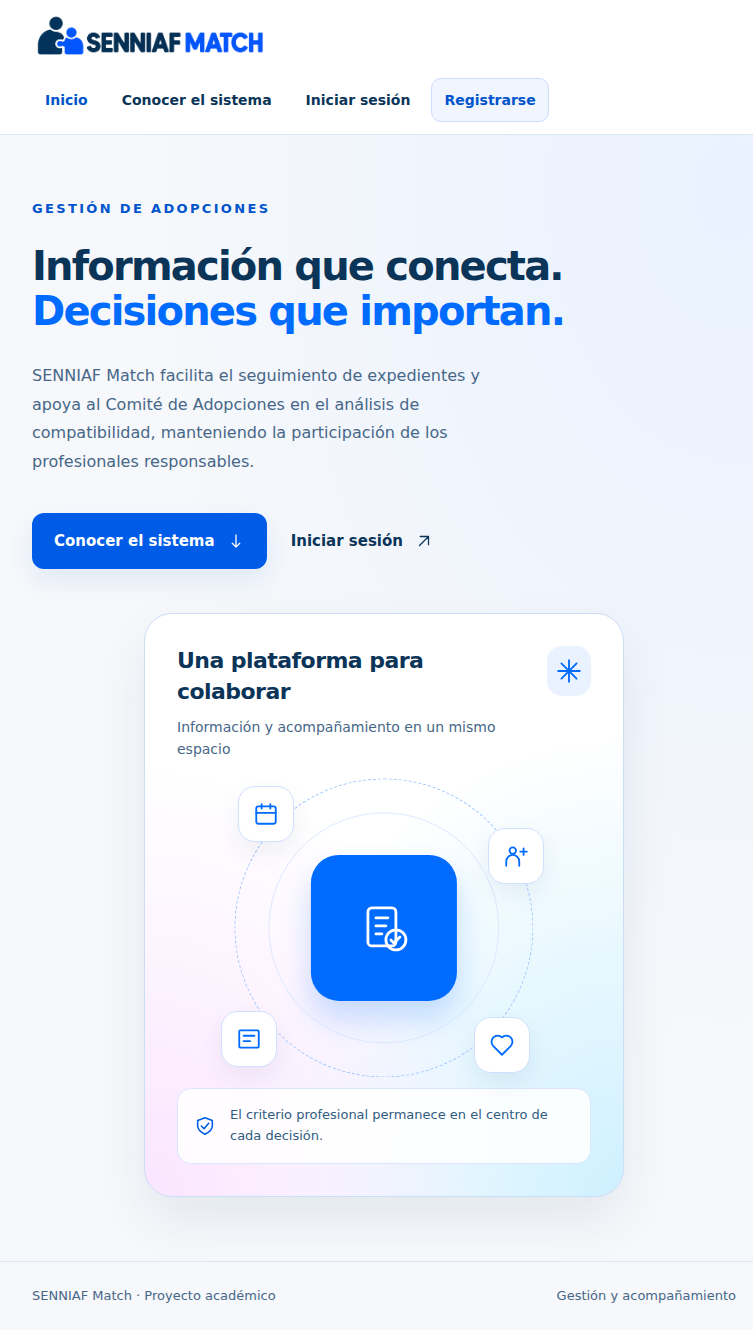 SENNIAF MATCH
Inicio
Conocer el sistema
Iniciar sesión
Registrarse
GESTIÓN DE ADOPCIONES
Información que conecta.
Decisiones que importan.
SENNIAF Match facilita el seguimiento de expedientes y
apoya al Comité de Adopciones en el análisis de
compatibilidad, manteniendo la participación de los
profesionales responsables.
Conocer el sistema
Iniciar sesión
Una plataforma para
colaborar
Información y acompañamiento en un mismo
espacio
El criterio profesional permanece en el centro de
cada decisión.
SENNIAF Match · Proyecto académico
Gestión y acompañamiento